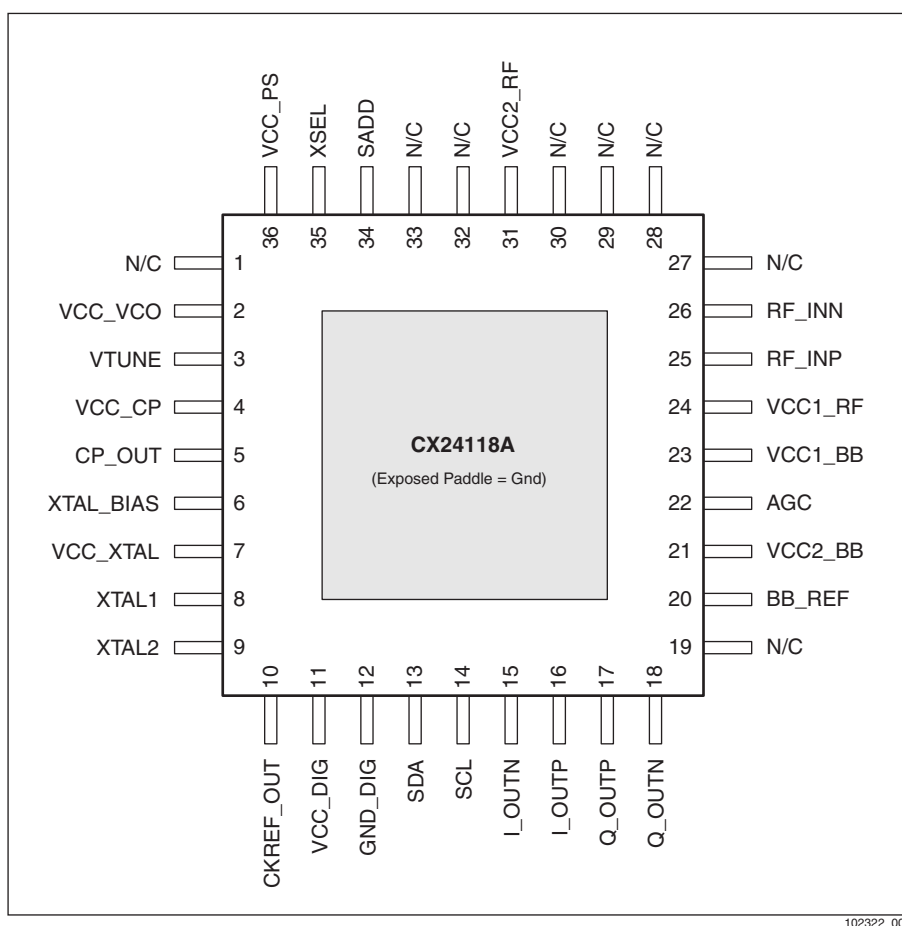 VCC_PS
XSEL
SADD
N/C
N/C
VCC2_RF
N/C
N/C
N/C
36
35
34
33
32
31
30
29
28
N/C 1
VCC_VCO 2
VTUNE 3
VCC_CP 4
CP_OUT 5
XTAL_BIAS 6
VCC_XTAL 7
XTAL1 8
XTAL2 9
CX24118A
(Exposed Paddle = Gnd)
27 N/C
26 RF_INN
25 RF_INP
24 VCC1_RF
23 VCC1_BB
22 AGC
21 VCC2_BB
20 BB_REF
19 N/C
10
11
12
13
14
15
16
17
18
CKREF_OUT
VCC_DIG
GND_DIG
SDA
SCL
I_OUTN
I_OUTP
Q_OUTP
Q_OUTN